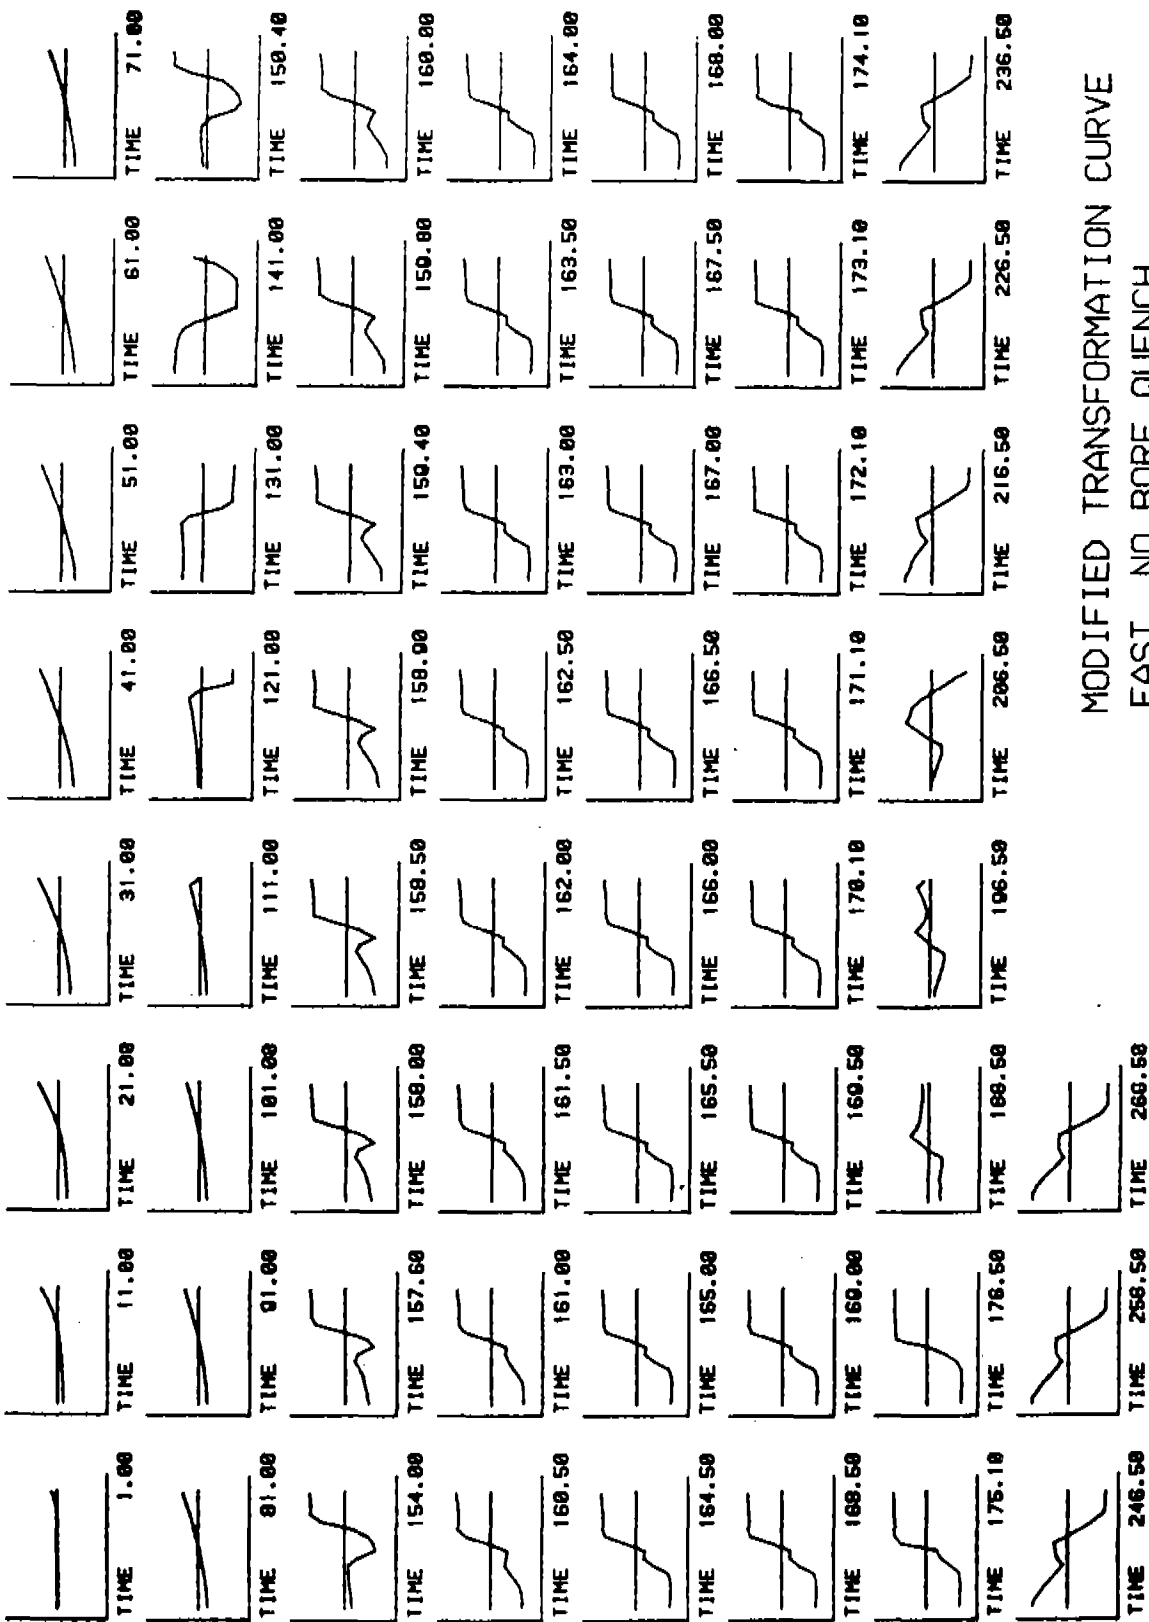 TIME 1.00 TIME 11.00 TIME 21.00 TIME 31.00 TIME 41.00 TIME 51.00 TIME 61.00 TIME 71.00
TIME 81.00 TIME 91.00 TIME 101.00 TIME 111.00 TIME 121.00 TIME 131.00 TIME 141.00 TIME 150.40
TIME 154.00 TIME 157.60 TIME 158.00 TIME 158.50 TIME 158.90 TIME 159.40 TIME 159.80 TIME 160.00
TIME 160.50 TIME 161.00 TIME 161.50 TIME 162.00 TIME 162.50 TIME 163.00 TIME 163.50 TIME 164.00
TIME 164.50 TIME 165.00 TIME 165.50 TIME 166.00 TIME 166.50 TIME 167.00 TIME 167.50 TIME 168.00
TIME 168.50 TIME 169.00 TIME 169.50 TIME 170.10 TIME 171.10 TIME 172.10 TIME 173.10 TIME 174.10
TIME 175.10 TIME 176.50 TIME 186.50 TIME 196.50 TIME 206.50 TIME 216.50 TIME 226.50 TIME 236.50
TIME 246.50 TIME 256.50 TIME 266.50
MODIFIED TRANSFORMATION CURVE
FAST NO BORE QUENCH